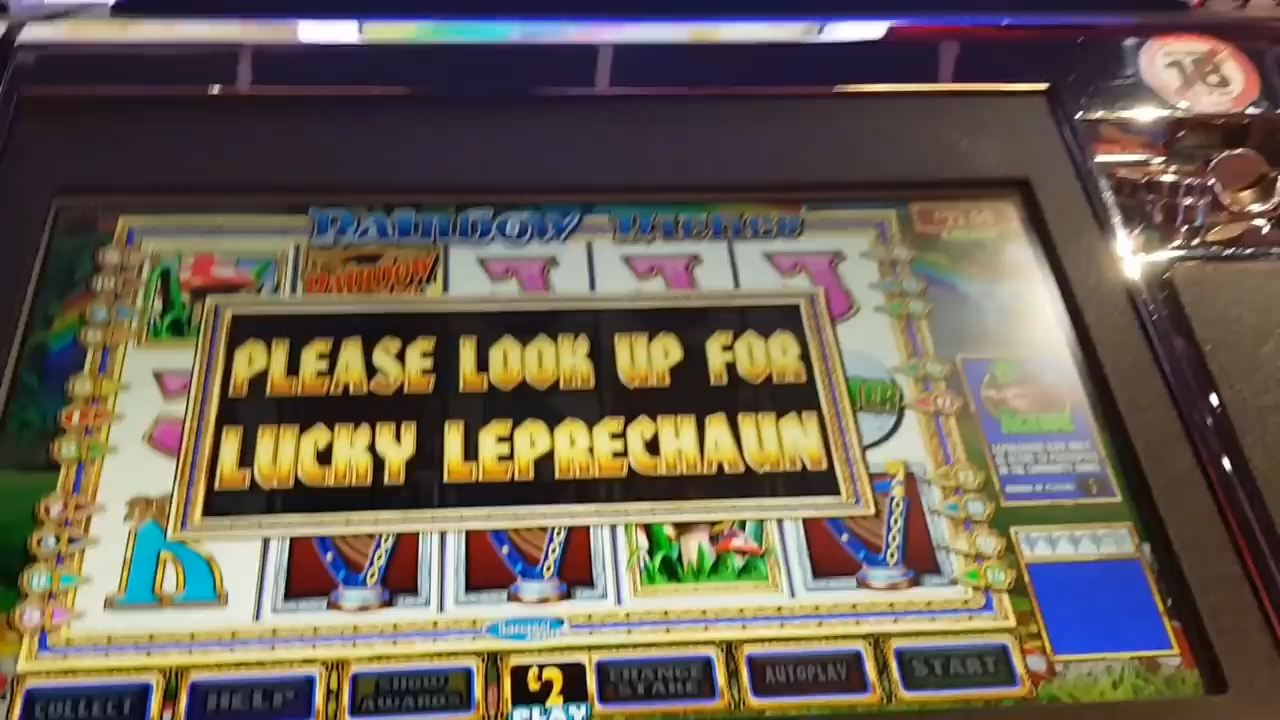 18
RAINBOW RICHES
RAINBOW
PLEASE LOOK UP FOR
LUCKY LEPRECHAUN
COLLECT
HELP
SHOW
AWARDS
£2
PLAY
CHANGE
STAKE
AUTOPLAY
START